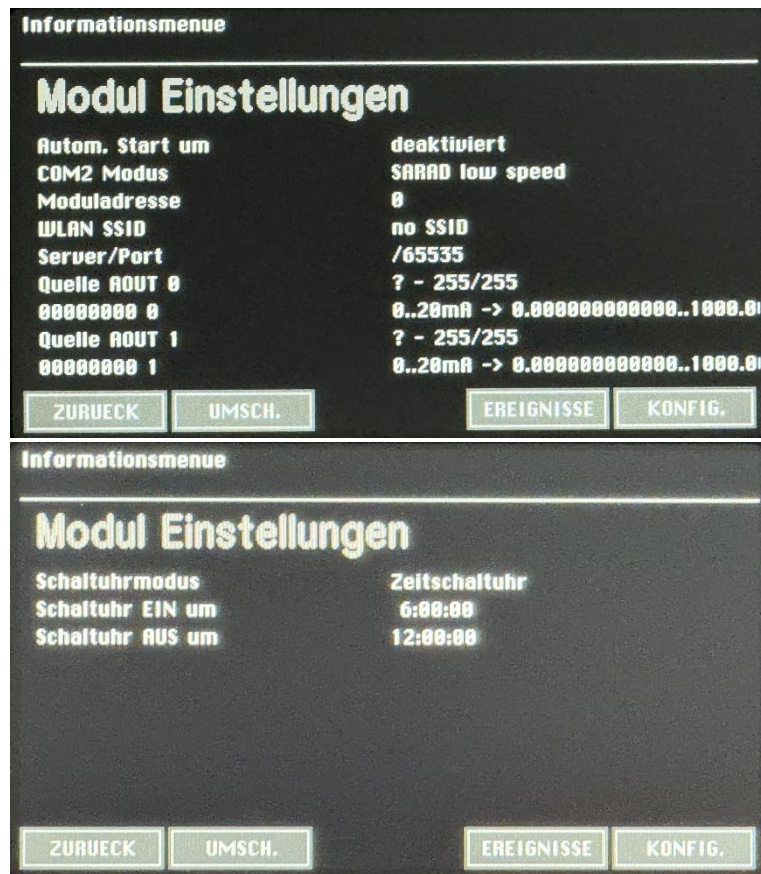 Informationsmenue
Modul Einstellungen
Autom. Start um deaktiviert
COM2 Modus SARAD low speed
Moduladresse 0
WLAN SSID no SSID
Server/Port /65535
Quelle AOUT 0 ? - 255/255
00000000 0 0..20mA -> 0.000000000000..1000.0
Quelle AOUT 1 ? - 255/255
00000000 1 0..20mA -> 0.000000000000..1000.0
ZURUECK UMSCH. EREIGNISSE KONFIG.
Informationsmenue
Modul Einstellungen
Schaltuhrmodus Zeitschaltuhr
Schaltuhr EIN um 6:00:00
Schaltuhr AUS um 12:00:00
ZURUECK UMSCH. EREIGNISSE KONFIG.